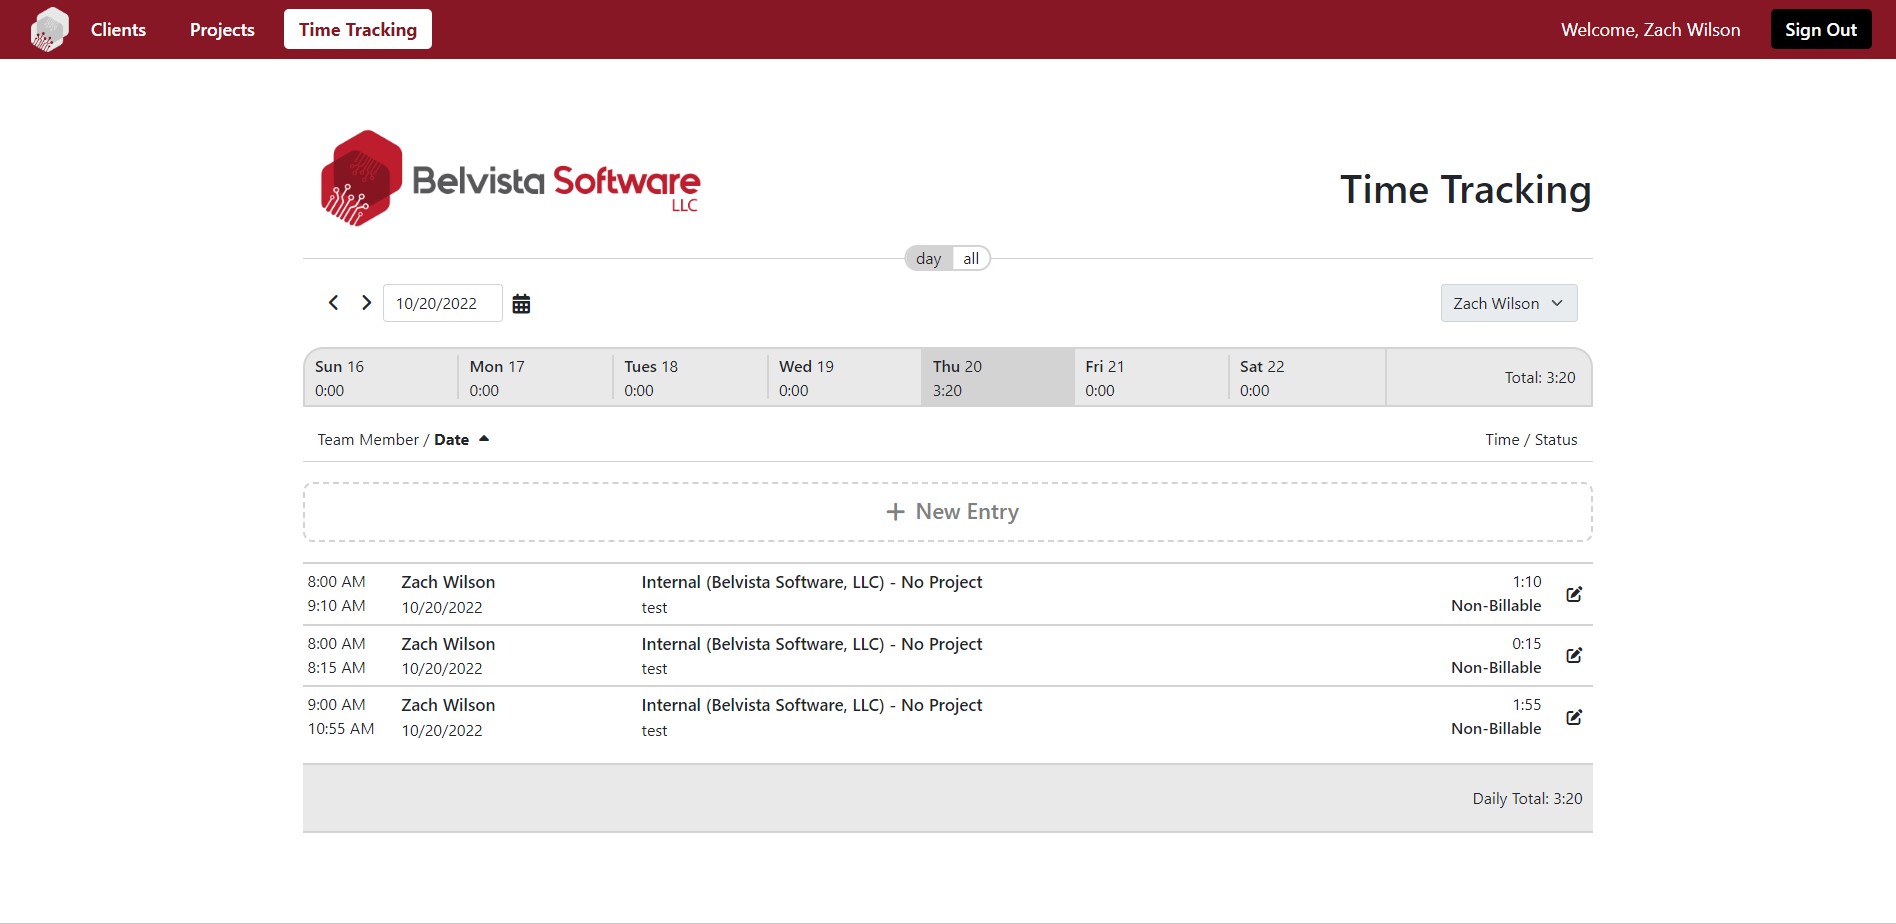 Clients Projects Time Tracking Welcome, Zach Wilson Sign Out
Belvista Software
LLC
Time Tracking
day all
10/20/2022 Zach Wilson
Sun 16 Mon 17 Tues 18 Wed 19 Thu 20 Fri 21 Sat 22 Total: 3:20
0:00 0:00 0:00 0:00 3:20 0:00 0:00
Team Member / Date Time / Status
+ New Entry
8:00 AM Zach Wilson Internal (Belvista Software, LLC) - No Project 1:10
9:10 AM 10/20/2022 test Non-Billable
8:00 AM Zach Wilson Internal (Belvista Software, LLC) - No Project 0:15
8:15 AM 10/20/2022 test Non-Billable
9:00 AM Zach Wilson Internal (Belvista Software, LLC) - No Project 1:55
10:55 AM 10/20/2022 test Non-Billable
Daily Total: 3:20